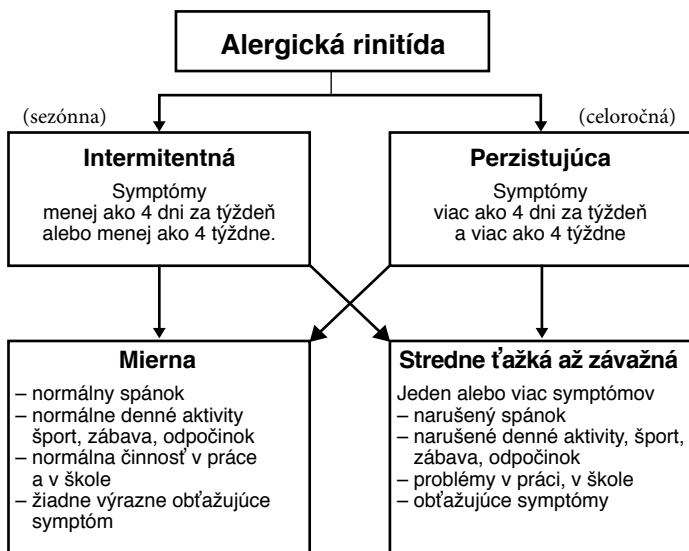 Alergická rinitída
(sezónna)
(celoročná)
Intermitentná
Symptómy
menej ako 4 dni za týždeň
alebo menej ako 4 týždne.
Perzistujúca
Symptómy
viac ako 4 dni za týždeň
a viac ako 4 týždne
Mierna
– normálny spánok
– normálne denné aktivity
šport, zábava, odpočinok
– normálna činnosť v práce
a v škole
– žiadne výrazne obťažujúce
symptóm
Stredne ťažká až závažná
Jeden alebo viac symptómov
– narušený spánok
– narušené denné aktivity, šport,
zábava, odpočinok
– problémy v práci, v škole
– obťažujúce symptómy